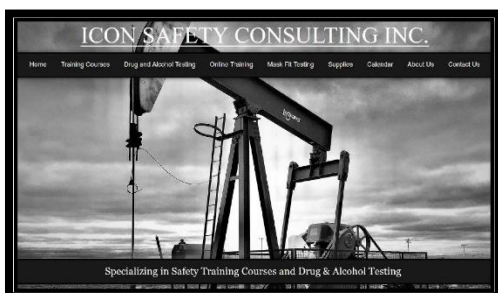 ICON SAFETY CONSULTING INC.
Home Training Courses Drug and Alcohol Testing Online Training Mask Fit Testing Supplies Calendar About Us Contact Us
Specializing in Safety Training Courses and Drug & Alcohol Testing